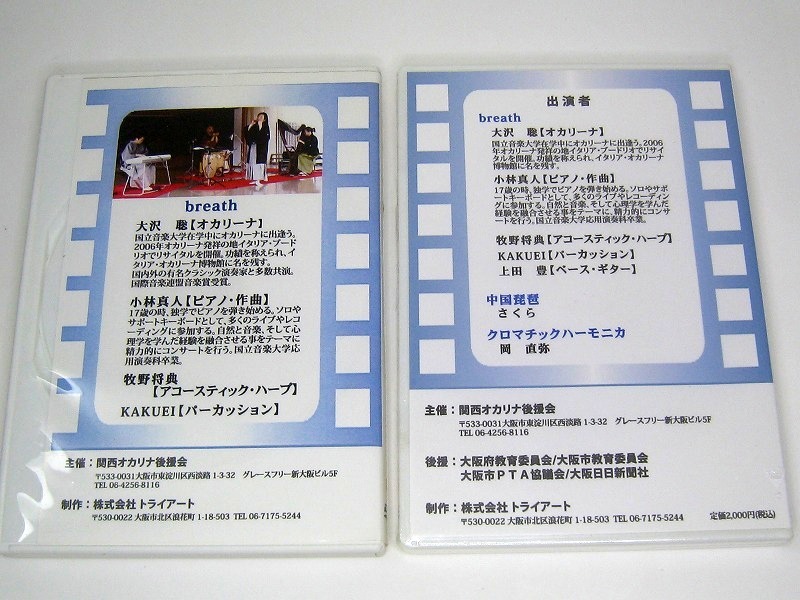 breath
大沢 聡【オカリーナ】
国立音楽大学在学中にオカリーナに出逢う。
2006年オカリーナ発祥の地イタリア・ブード
リオでリサイタルを開催。功績を称えられ、イ
タリア・オカリーナ博物館に名を残す。
国内外の有名クラシック演奏家と多数共演。
国際音楽連盟音楽賞受賞。
小林真人【ピアノ・作曲】
17歳の時、独学でピアノを弾き始める。ソロや
サポートキーボードとして、多くのライブやレコ
ーディングに参加する。自然と音楽、そして心
理学を学んだ経験を融合させる事をテーマに
精力的にコンサートを行う。国立音楽大学応
用演奏科卒業。
牧野将典
【アコースティック・ハープ】
KAKUEI【パーカッション】
主催：関西オカリナ後援会
〒533-0031大阪市東淀川区西淡路 1-3-32 グレースフリー新大阪ビル5F
TEL 06-4256-8116
制作：株式会社 トライアート
〒530-0022 大阪市北区浪花町 1-18-503 TEL 06-7175-5244
出演者
breath
大沢 聡【オカリーナ】
国立音楽大学在学中にオカリーナに出逢う。2006
年オカリーナ発祥の地イタリア・ブードリオでリサ
イタルを開催。功績を称えられ、イタリア・オカリーナ
博物館に名を残す。
小林真人【ピアノ・作曲】
17歳の時、独学でピアノを弾き始める。ソロやサポ
ートキーボードとして、多くのライブやレコーディン
グに参加する。自然と音楽、そして心理学を学んだ
経験を融合させる事をテーマに、精力的にコンサー
トを行う。国立音楽大学応用演奏科卒業。
牧野将典【アコースティック・ハープ】
KAKUEI【パーカッション】
上田 豊【ベース・ギター】
中国琵琶
さくら
クロマチックハーモニカ
岡 直弥
主催：関西オカリナ後援会
〒533-0031大阪市東淀川区西淡路 1-3-32 グレースフリー新大阪ビル5F
TEL 06-4256-8116
後援：大阪府教育委員会/大阪市教育委員会
大阪市PTA協議会/大阪日日新聞社
制作：株式会社 トライアート
〒530-0022 大阪市北区浪花町 1-18-503 TEL 06-7175-5244
定価2,000円(税込)